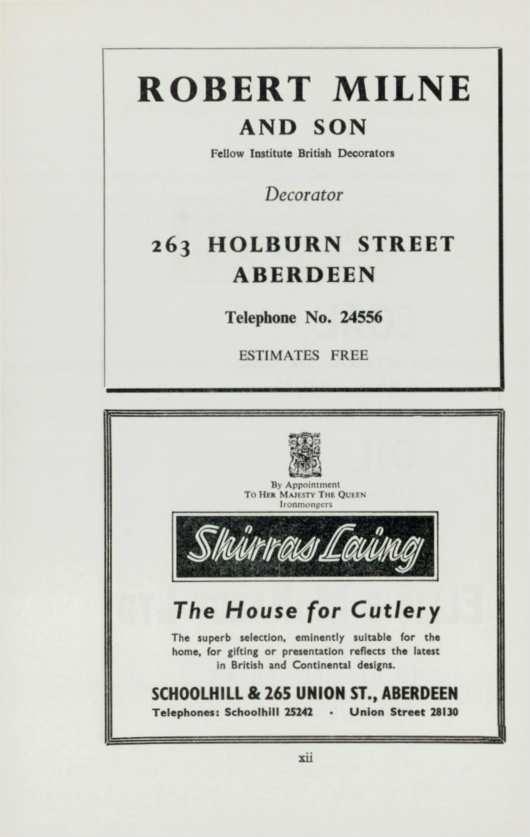 ROBERT MILNE
AND SON
Fellow Institute British Decorators
Decorator
263 HOLBURN STREET
ABERDEEN
Telephone No. 24556
ESTIMATES FREE
By Appointment
To Her Majesty The Queen
Ironmongers
Shirras Laing
The House for Cutlery
The superb selection, eminently suitable for the
home, for gifting or presentation reflects the latest
in British and Continental designs.
SCHOOLHILL & 265 UNION ST., ABERDEEN
Telephones: Schoolhill 25242 · Union Street 28130
xii